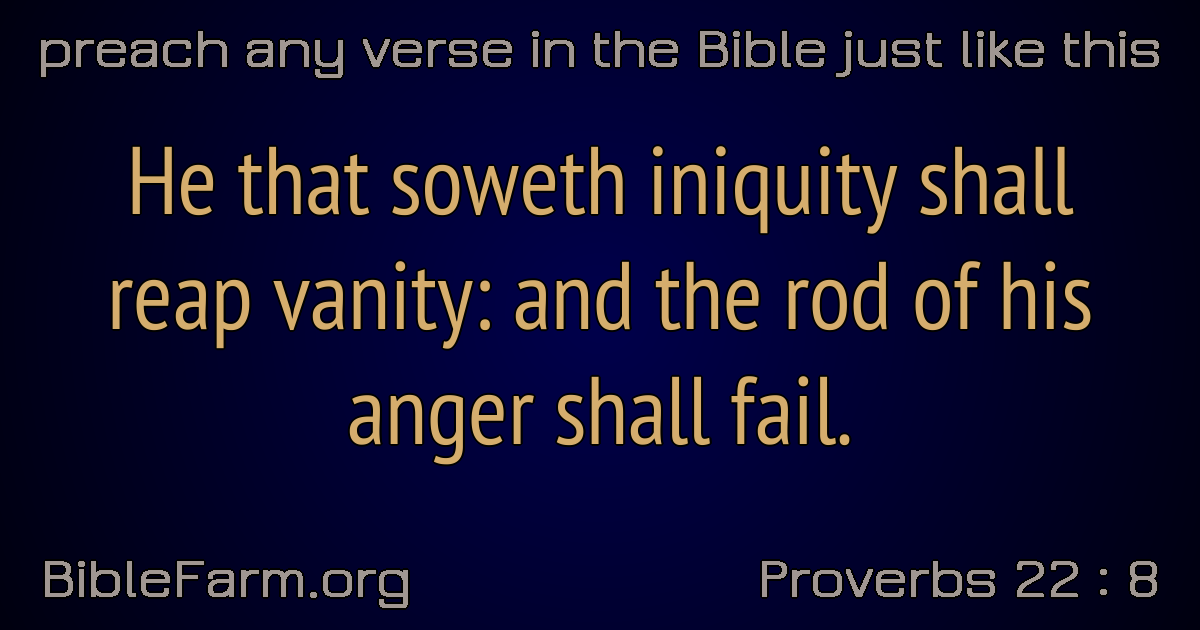 preach any verse in the Bible just like this
He that soweth iniquity shall
reap vanity: and the rod of his
anger shall fail.
BibleFarm.org
Proverbs 22 : 8